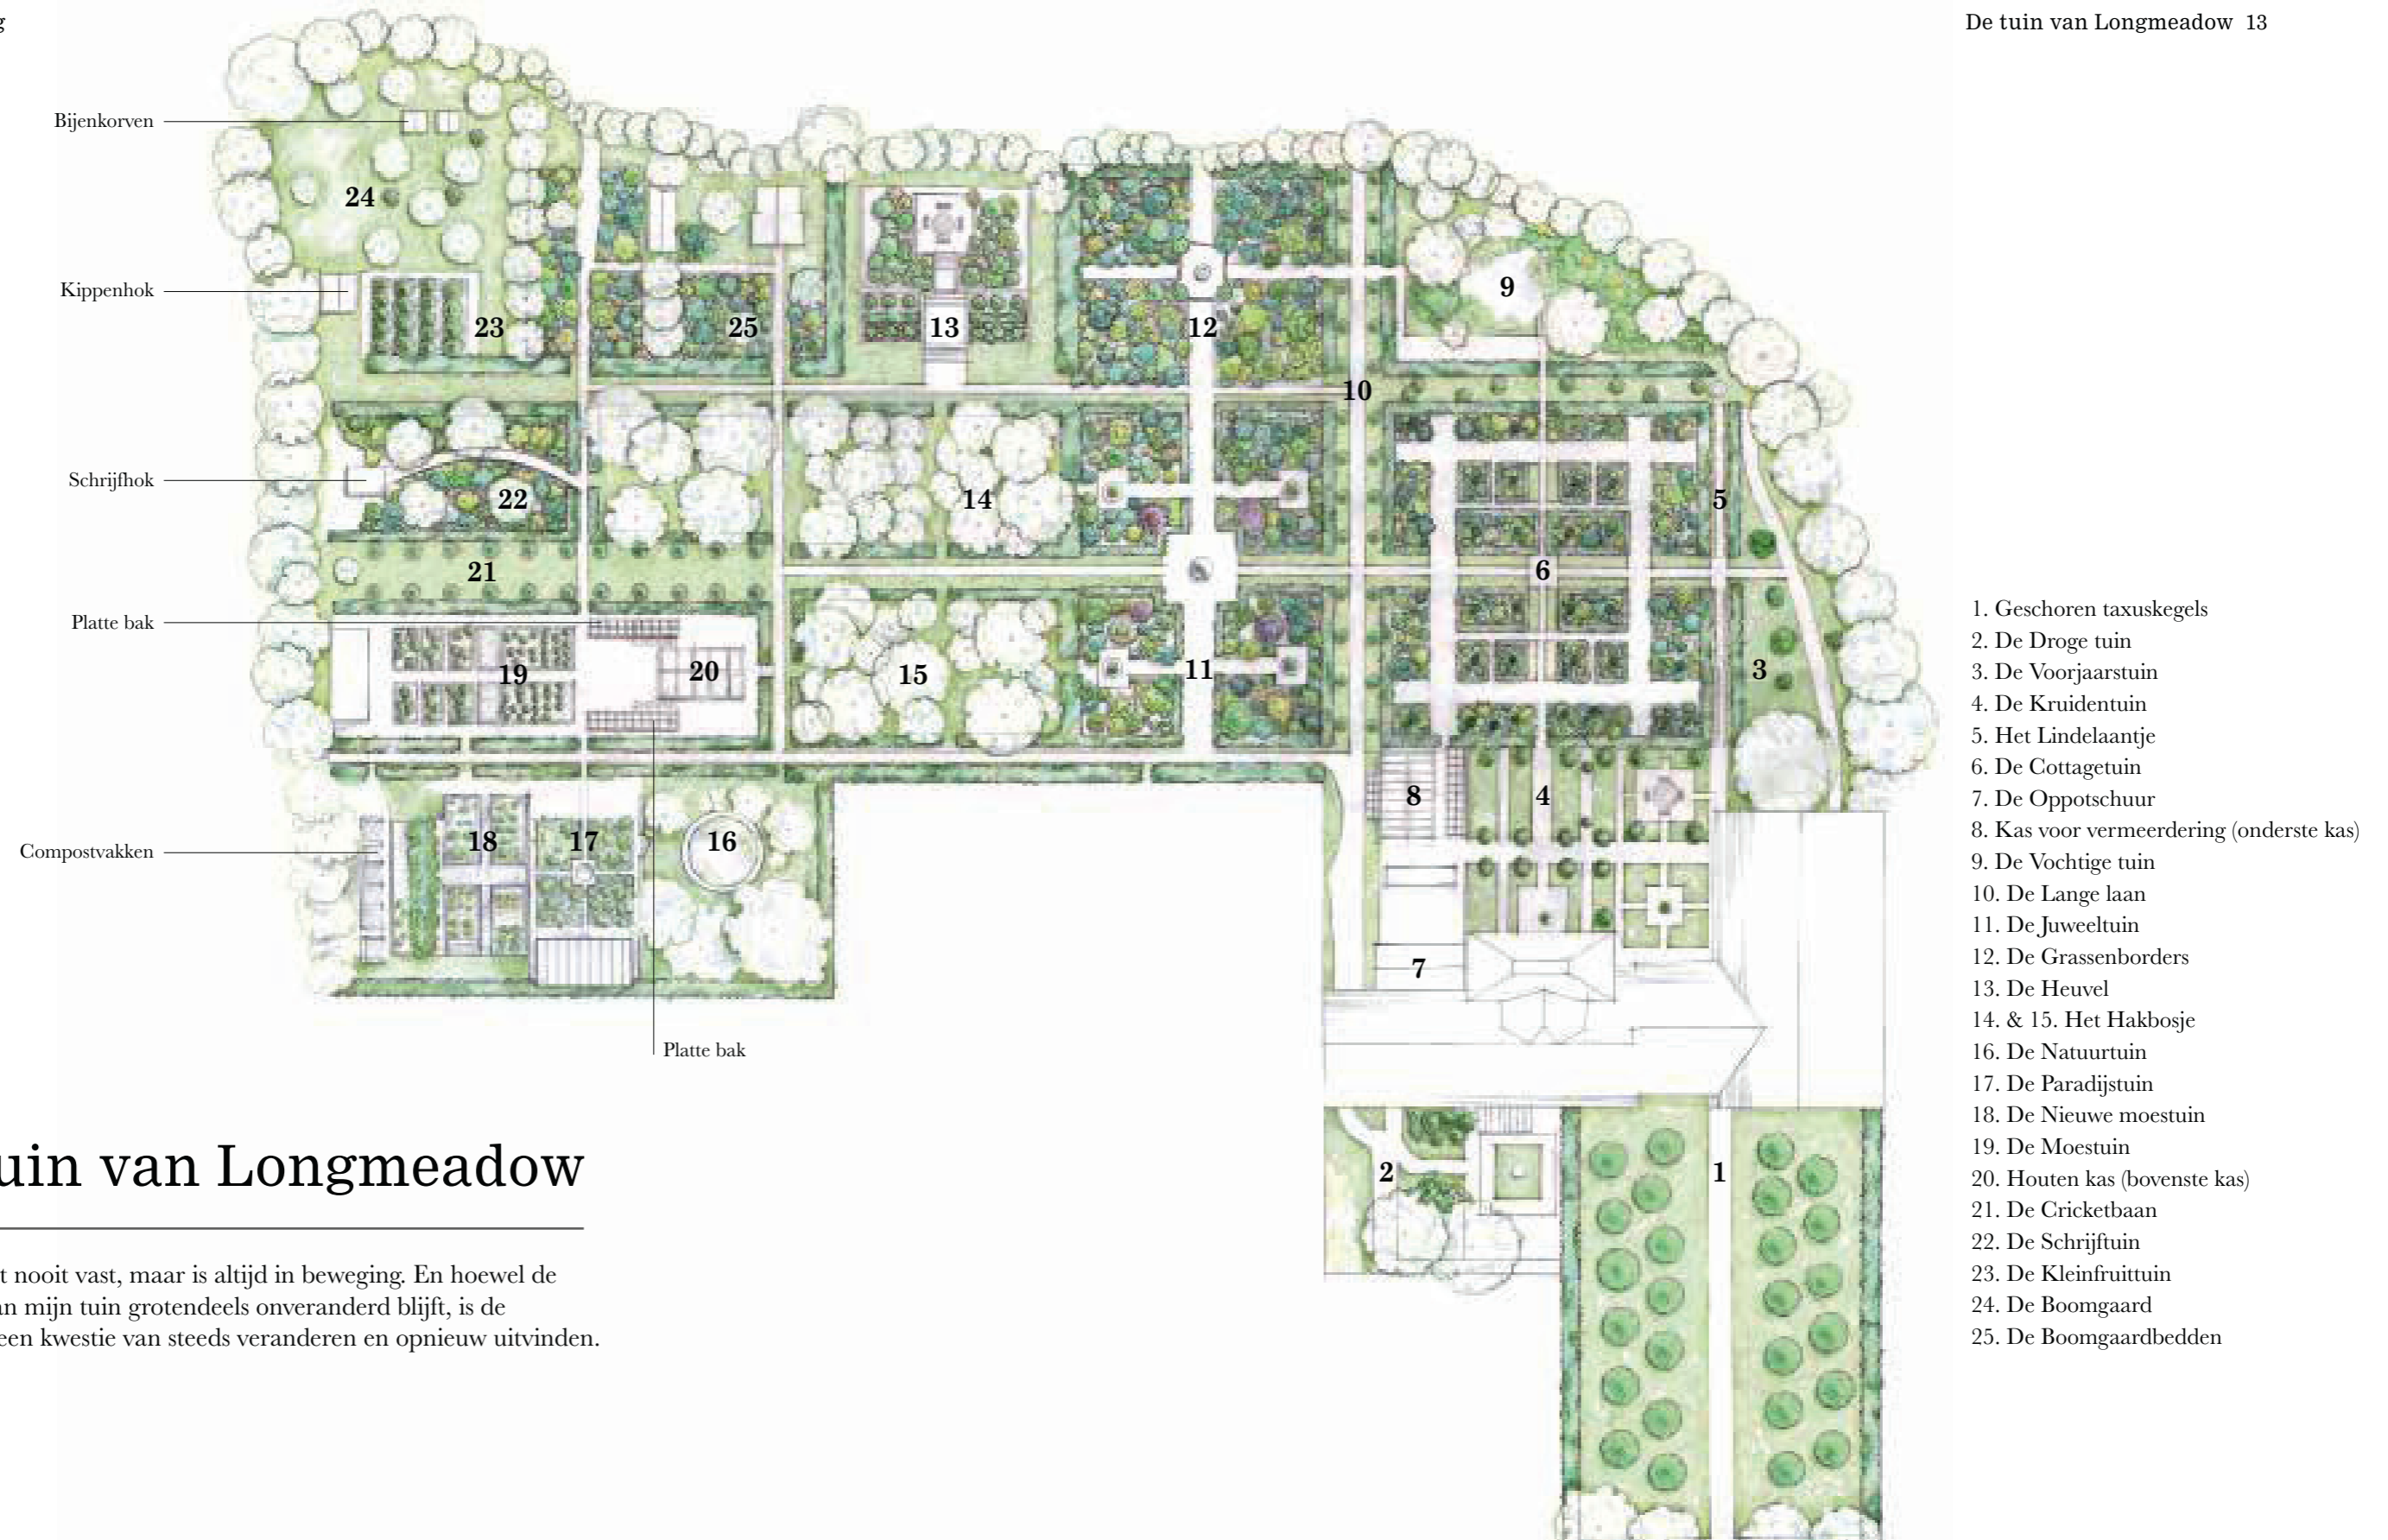 De tuin van Longmeadow 13
Bijenkorven
Kippenhok
Schrijfhok
Platte bak
Compostvakken
Platte bak
24
23
25
13
12
9
10
22
14
5
21
6
19
20
15
11
3
18
17
16
8
4
7
2
1
van Longmeadow
nooit vast, maar is altijd in beweging. En hoewel de
mijn tuin grotendeels onveranderd blijft, is de
een kwestie van steeds veranderen en opnieuw uitvinden.
1. Geschoren taxuskegels
2. De Droge tuin
3. De Voorjaarstuin
4. De Kruidentuin
5. Het Lindelaantje
6. De Cottagetuin
7. De Oppotschuur
8. Kas voor vermeerdering (onderste kas)
9. De Vochtige tuin
10. De Lange laan
11. De Juweeltuin
12. De Grassenborders
13. De Heuvel
14. & 15. Het Hakbosje
16. De Natuurtuin
17. De Paradijstuin
18. De Nieuwe moestuin
19. De Moestuin
20. Houten kas (bovenste kas)
21. De Cricketbaan
22. De Schrijftuin
23. De Kleinfruittuin
24. De Boomgaard
25. De Boomgaardbedden